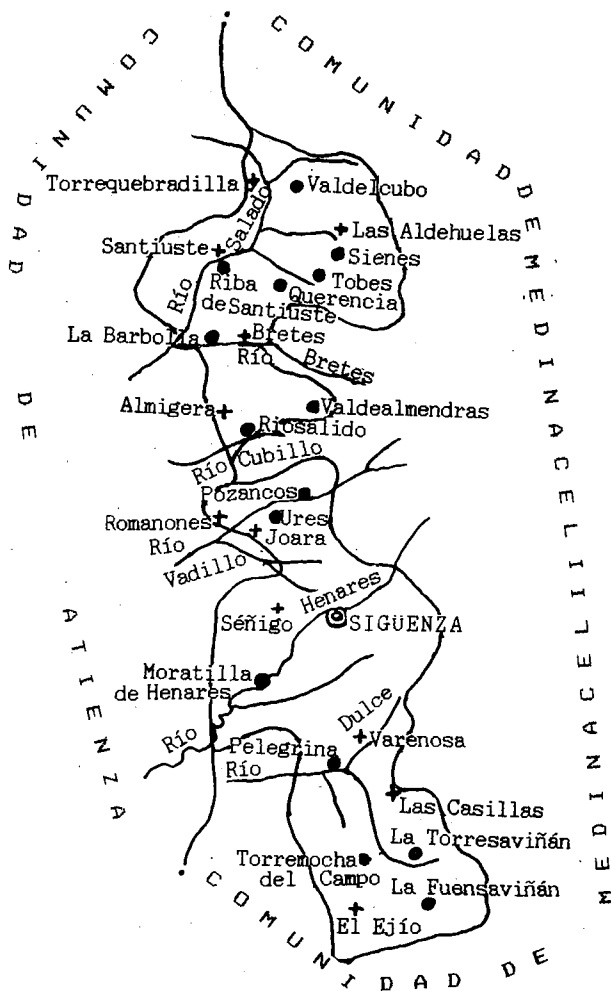 COMUNIDAD DE MEDINACELI
COMUNIDAD DE ATIENZA
Torrequebradilla
Valdelcubo
Río Salado
Las Aldehuelas
Santiuste
Sienes
Tobes
Riba
de Santiuste
Querencia
La Barbolla
Bretes
Río Bretes
Almigera
Valdealmendras
Riosalido
Río Cubillo
Pozancos
Romanones
Ures
Joara
Río Vadillo
Río Henares
Séñigo
SIGÜENZA
Moratilla
de Henares
Río Dulce
Varenosa
Pelegrina
Las Casillas
La Torresaviñán
Torremocha
del Campo
La Fuensaviñán
El Ejío
COMUNIDAD DE MEDINACELI